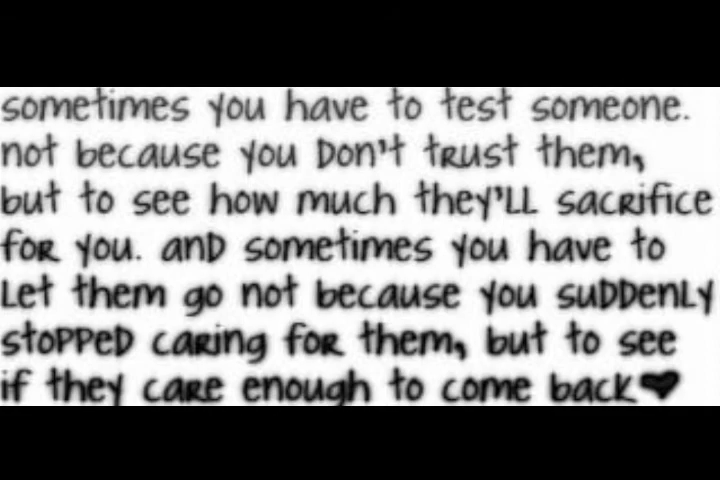 sometimes you have to test someone.
not because you Don't tRust them,
but to see how much they'LL sacRifice
foR you. anD sometimes you have to
Let them go not because you suDDenLy
stoPPeD caRing foR them, but to see
if they caRe enough to come back♥